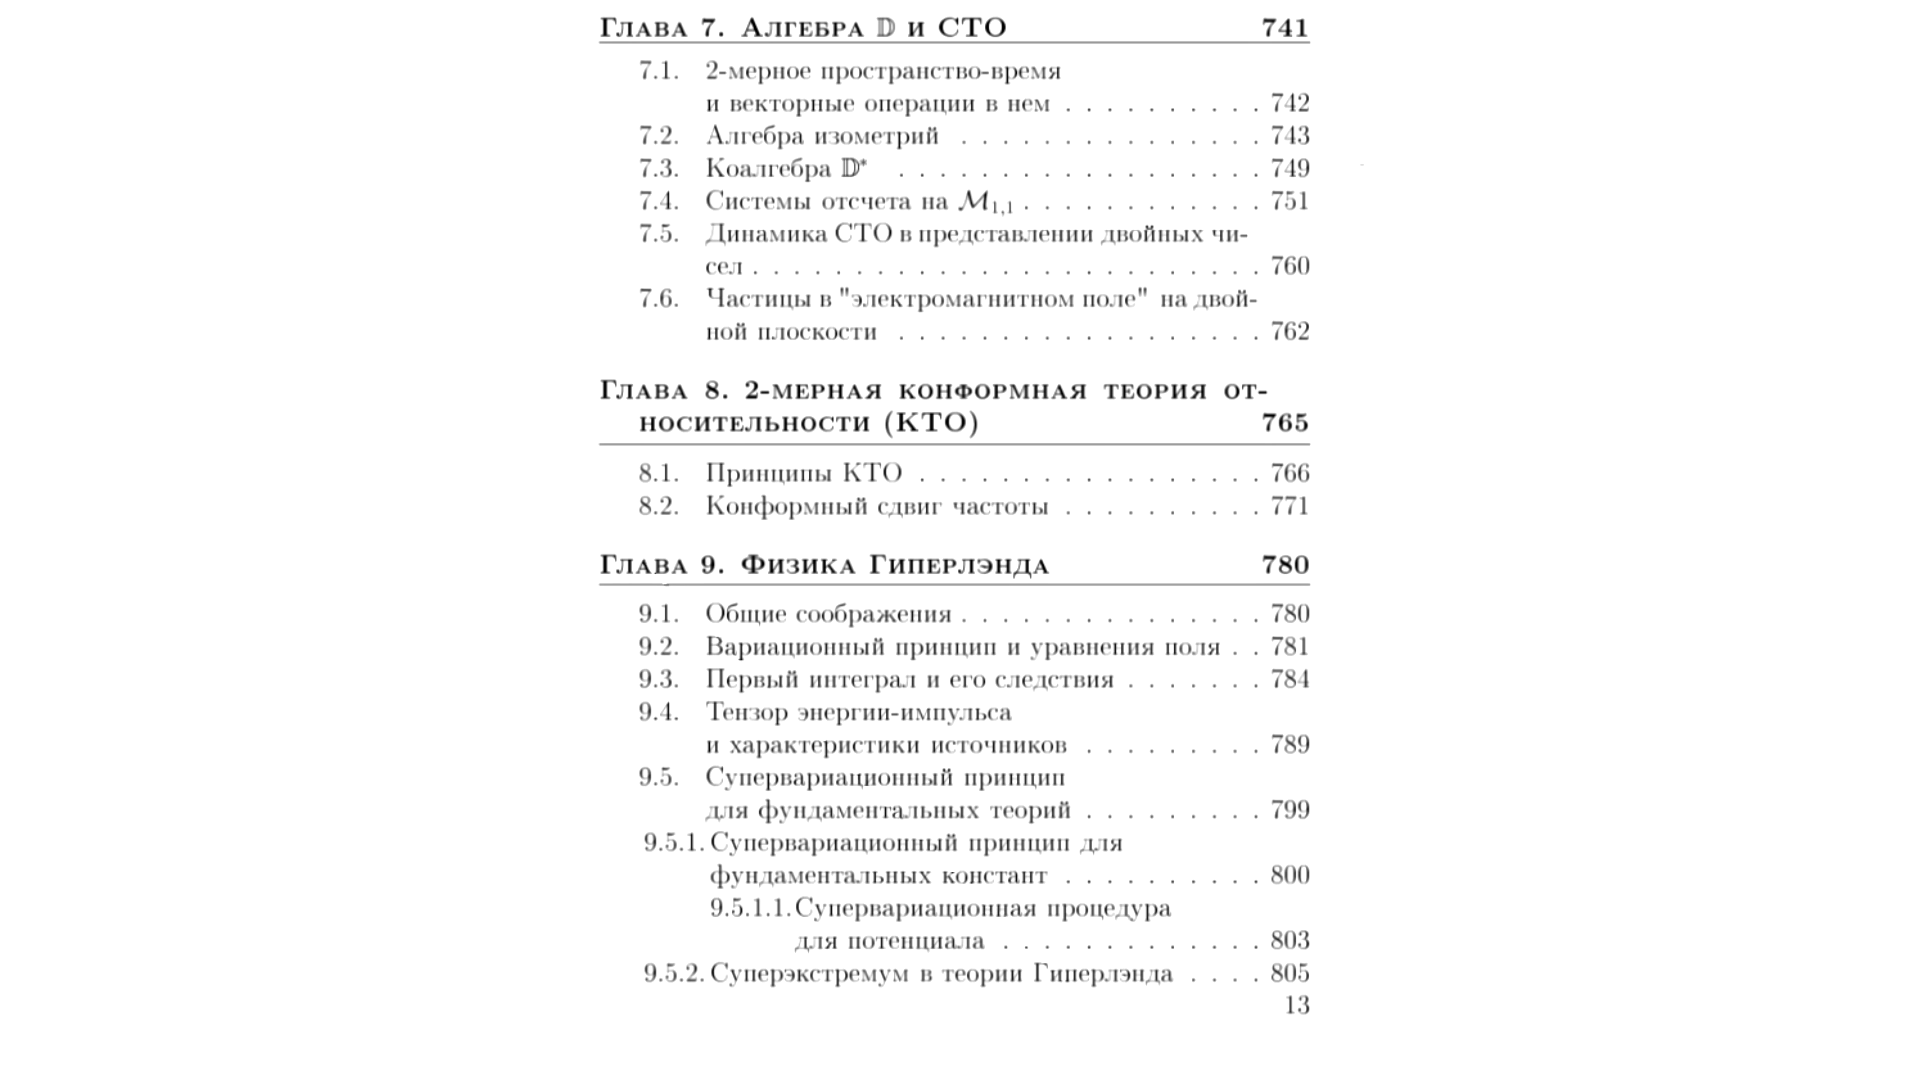 Глава 7. Алгебра 𝔻 и СТО 741
7.1. 2-мерное пространство-время
и векторные операции в нем . . . . . . . . . . 742
7.2. Алгебра изометрий . . . . . . . . . . . . . . . 743
7.3. Коалгебра 𝔻* . . . . . . . . . . . . . . . . . . 749
7.4. Системы отсчета на ℳ₁,₁ . . . . . . . . . . . . 751
7.5. Динамика СТО в представлении двойных чи-
сел . . . . . . . . . . . . . . . . . . . . . . . . . 760
7.6. Частицы в "электромагнитном поле" на двой-
ной плоскости . . . . . . . . . . . . . . . . . . 762
Глава 8. 2-мерная конформная теория от-
носительности (КТО) 765
8.1. Принципы КТО . . . . . . . . . . . . . . . . . 766
8.2. Конформный сдвиг частоты . . . . . . . . . . 771
Глава 9. Физика Гиперлэнда 780
9.1. Общие соображения . . . . . . . . . . . . . . . 780
9.2. Вариационный принцип и уравнения поля . . 781
9.3. Первый интеграл и его следствия . . . . . . . 784
9.4. Тензор энергии-импульса
и характеристики источников . . . . . . . . . 789
9.5. Супервариационный принцип
для фундаментальных теорий . . . . . . . . . 799
9.5.1. Супервариационный принцип для
фундаментальных констант . . . . . . . . . . 800
9.5.1.1. Супервариационная процедура
для потенциала . . . . . . . . . . . . . 803
9.5.2. Суперэкстремум в теории Гиперлэнда . . . . 805
13